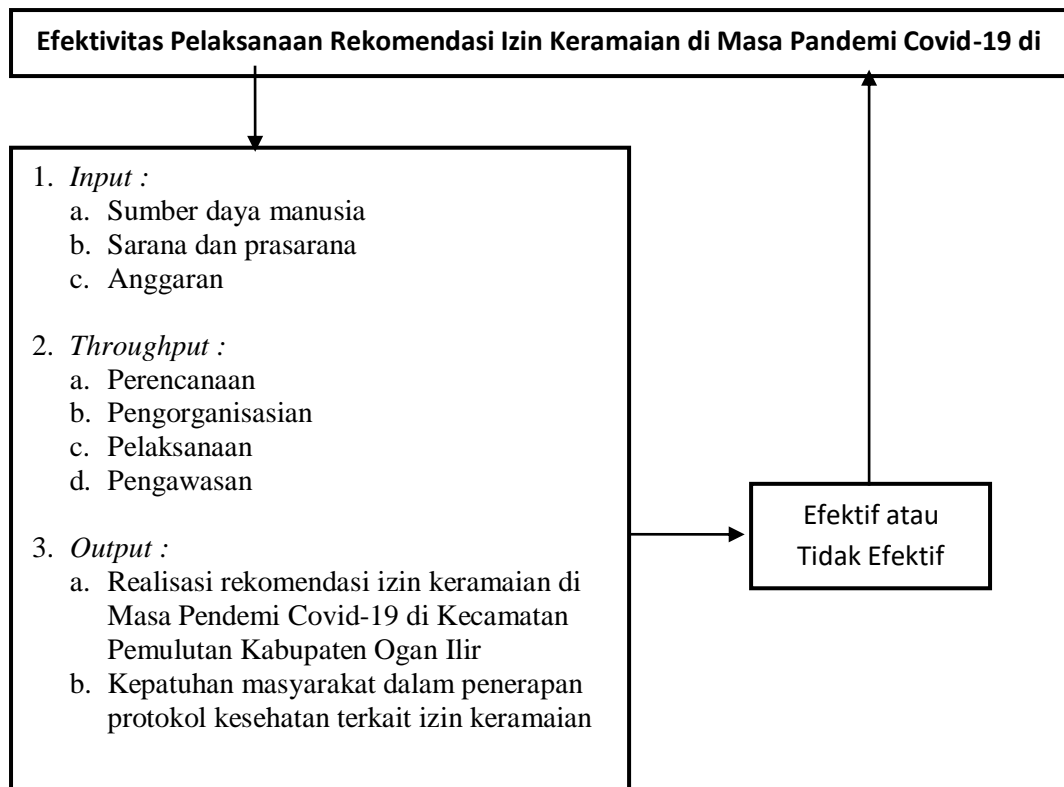 Efektivitas Pelaksanaan Rekomendasi Izin Keramaian di Masa Pandemi Covid-19 di
1. Input :
a. Sumber daya manusia
b. Sarana dan prasarana
c. Anggaran
2. Throughput :
a. Perencanaan
b. Pengorganisasian
c. Pelaksanaan
d. Pengawasan
3. Output :
a. Realisasi rekomendasi izin keramaian di
Masa Pendemi Covid-19 di Kecamatan
Pemulutan Kabupaten Ogan Ilir
b. Kepatuhan masyarakat dalam penerapan
protokol kesehatan terkait izin keramaian
Efektif atau
Tidak Efektif